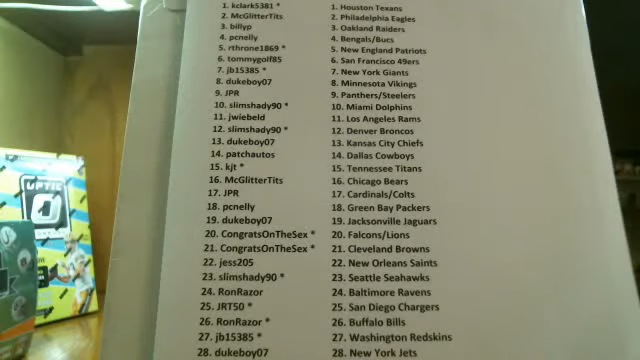 1. kclark5381 * 1. Houston Texans
2. McGlitterTits 2. Philadelphia Eagles
3. billyp 3. Oakland Raiders
4. pcnelly 4. Bengals/Bucs
5. rthrone1869 * 5. New England Patriots
6. tommygolf85 6. San Francisco 49ers
7. jb15385 * 7. New York Giants
8. dukeboy07 8. Minnesota Vikings
9. JPR 9. Panthers/Steelers
10. slimshady90 * 10. Miami Dolphins
11. jwiebeld 11. Los Angeles Rams
12. slimshady90 * 12. Denver Broncos
13. dukeboy07 13. Kansas City Chiefs
14. patchautos 14. Dallas Cowboys
15. kjt * 15. Tennessee Titans
16. McGlitterTits 16. Chicago Bears
17. JPR 17. Cardinals/Colts
18. pcnelly 18. Green Bay Packers
19. dukeboy07 19. Jacksonville Jaguars
20. CongratsOnTheSex * 20. Falcons/Lions
21. CongratsOnTheSex * 21. Cleveland Browns
22. jess205 22. New Orleans Saints
23. slimshady90 * 23. Seattle Seahawks
24. RonRazor 24. Baltimore Ravens
25. JRT50 * 25. San Diego Chargers
26. RonRazor * 26. Buffalo Bills
27. jb15385 * 27. Washington Redskins
28. dukeboy07 28. New York Jets
OPTIC